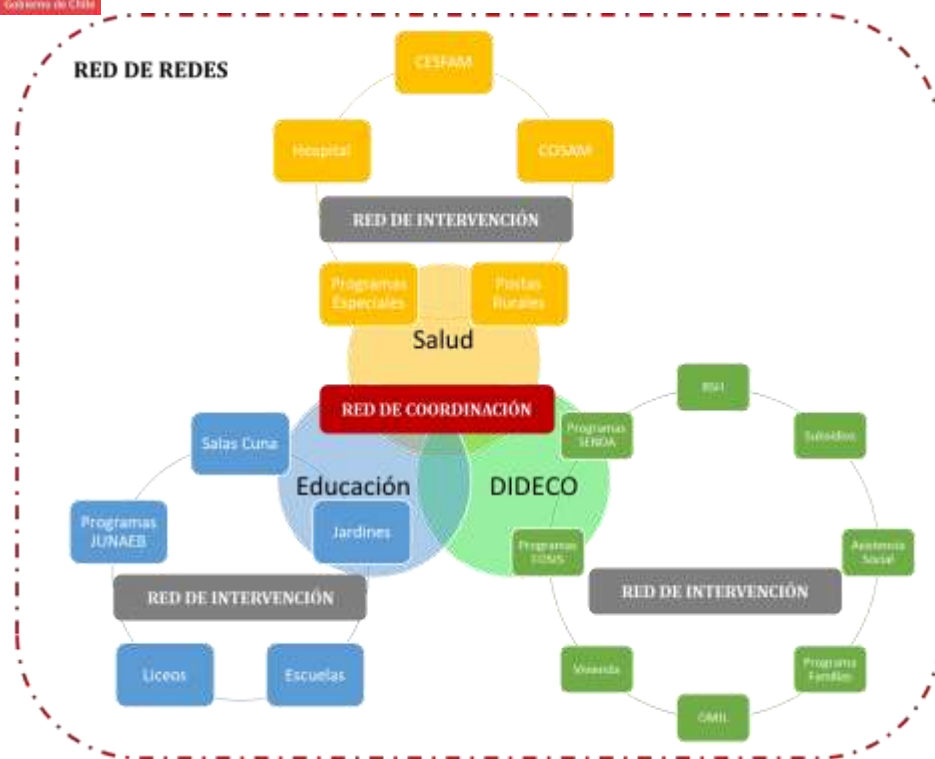 Gobierno de Chile
RED DE REDES
CESFAM
Hospital
COSAM
RED DE INTERVENCIÓN
Programas
Especiales
Postas
Rurales
Salud
RED DE COORDINACIÓN
RSH
Programas
SENDA
Subsidios
Salas Cuna
Educación
DIDECO
Programas
JUNAEB
Jardines
Programas
FOSIS
Asistencia
Social
RED DE INTERVENCIÓN
RED DE INTERVENCIÓN
Liceos
Escuelas
Vivienda
Programa
Familias
OMIL